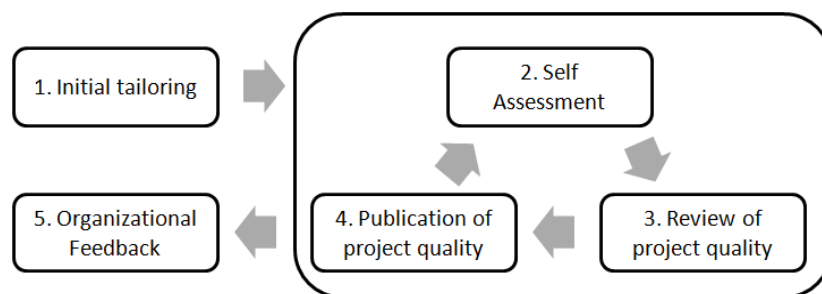 1. Initial tailoring
2. Self
Assessment
3. Review of
project quality
4. Publication of
project quality
5. Organizational
Feedback